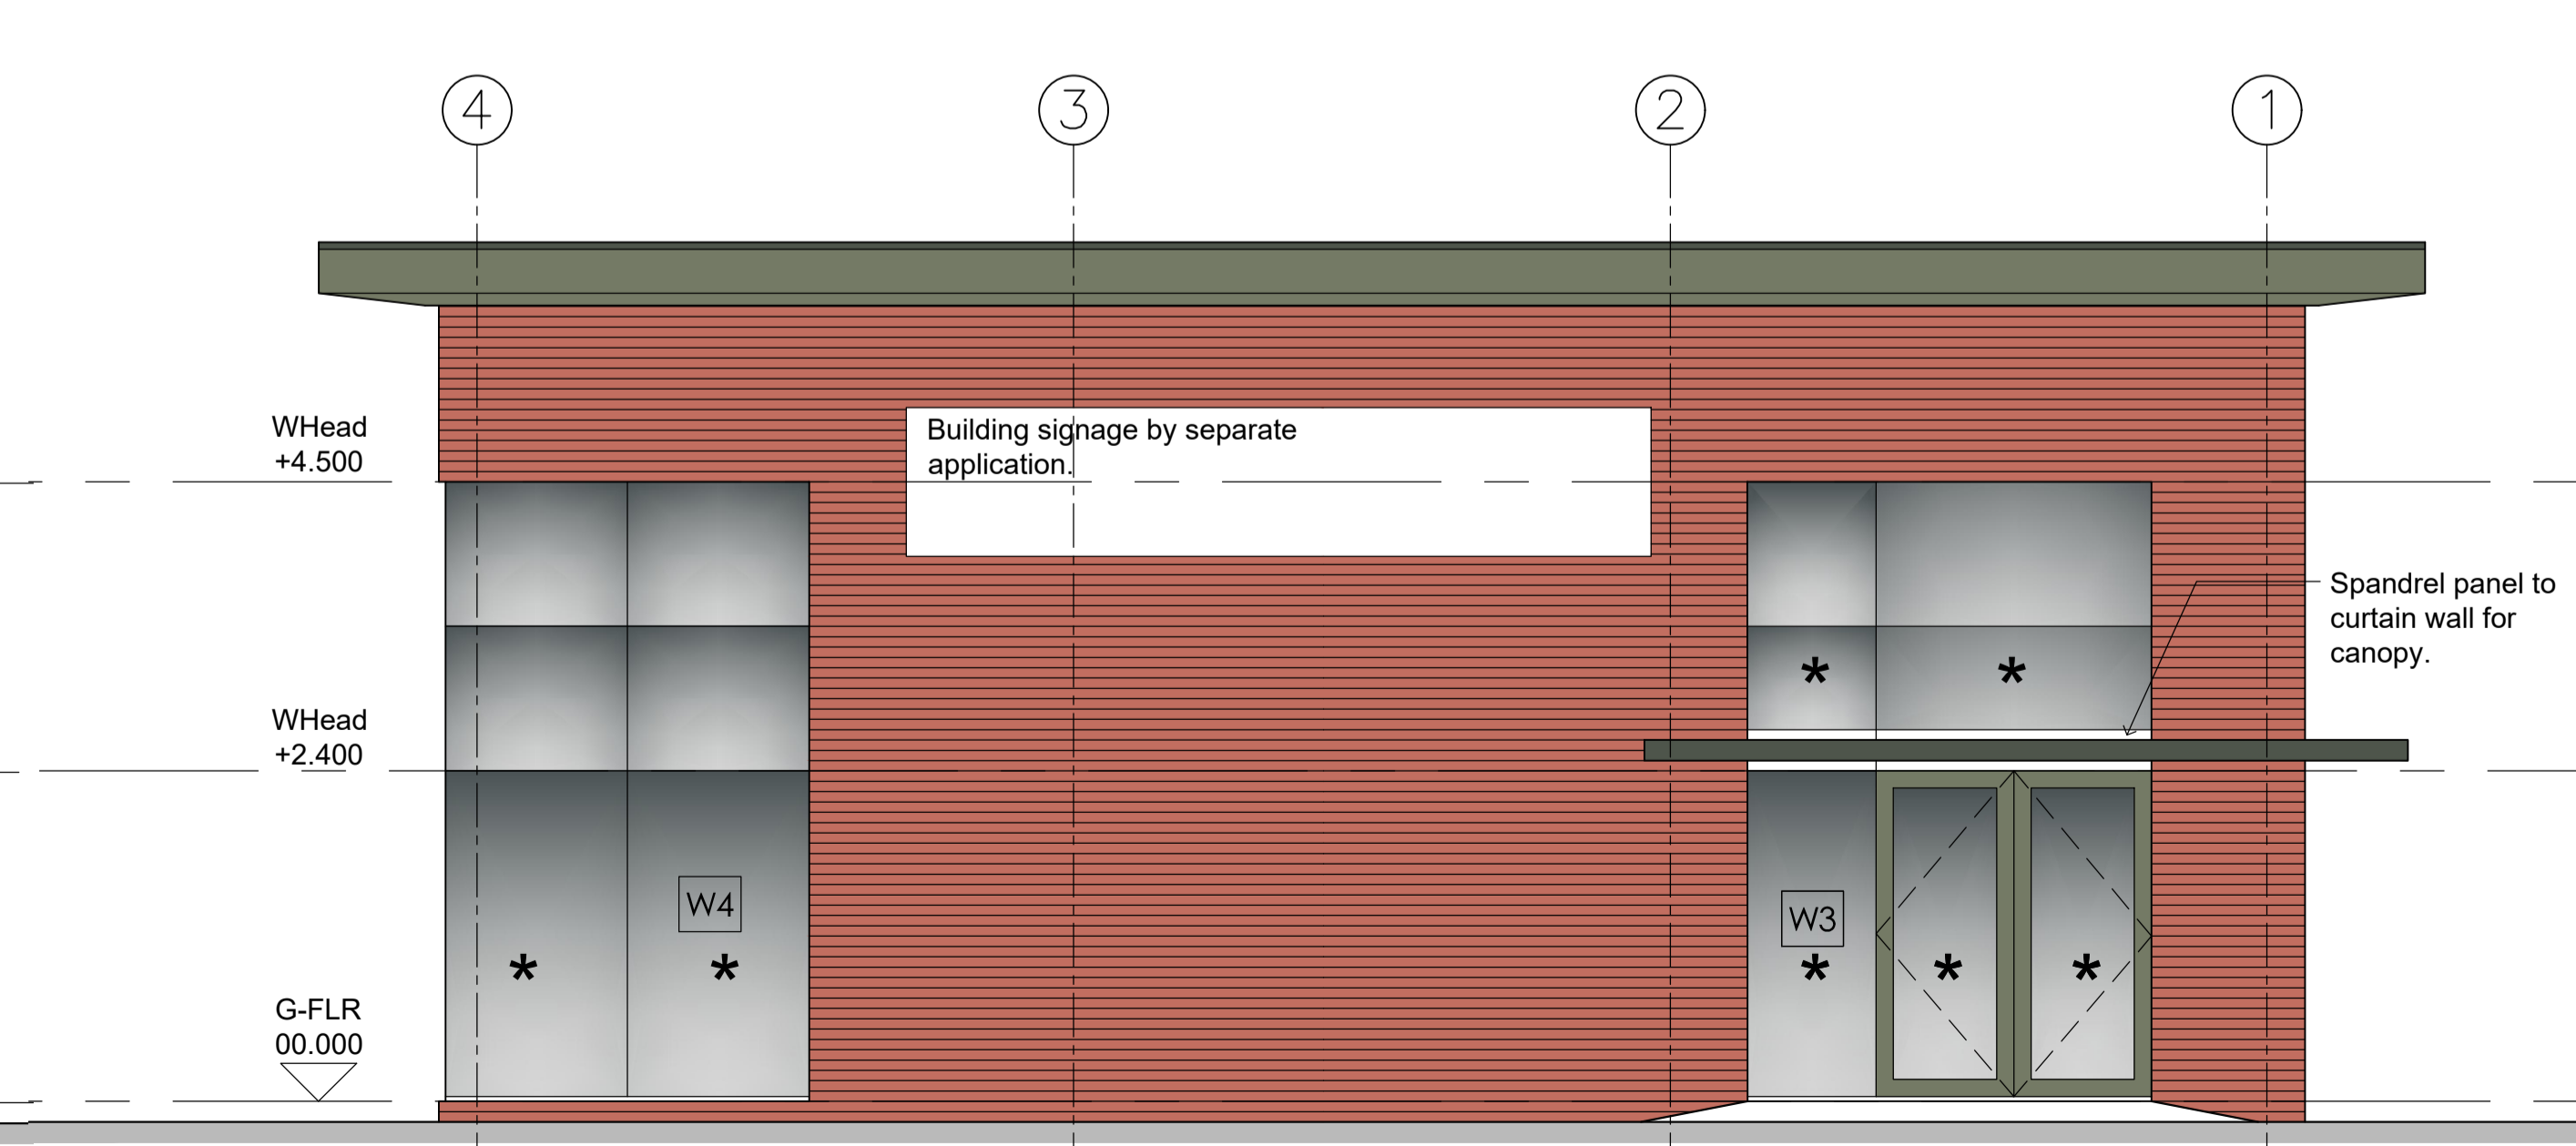 4
3
2
1
WHead
+4.500
Building signage by separate
application.
Spandrel panel to
curtain wall for
canopy.
*
*
WHead
+2.400
W4
W3
*
*
*
*
*
G-FLR
00.000